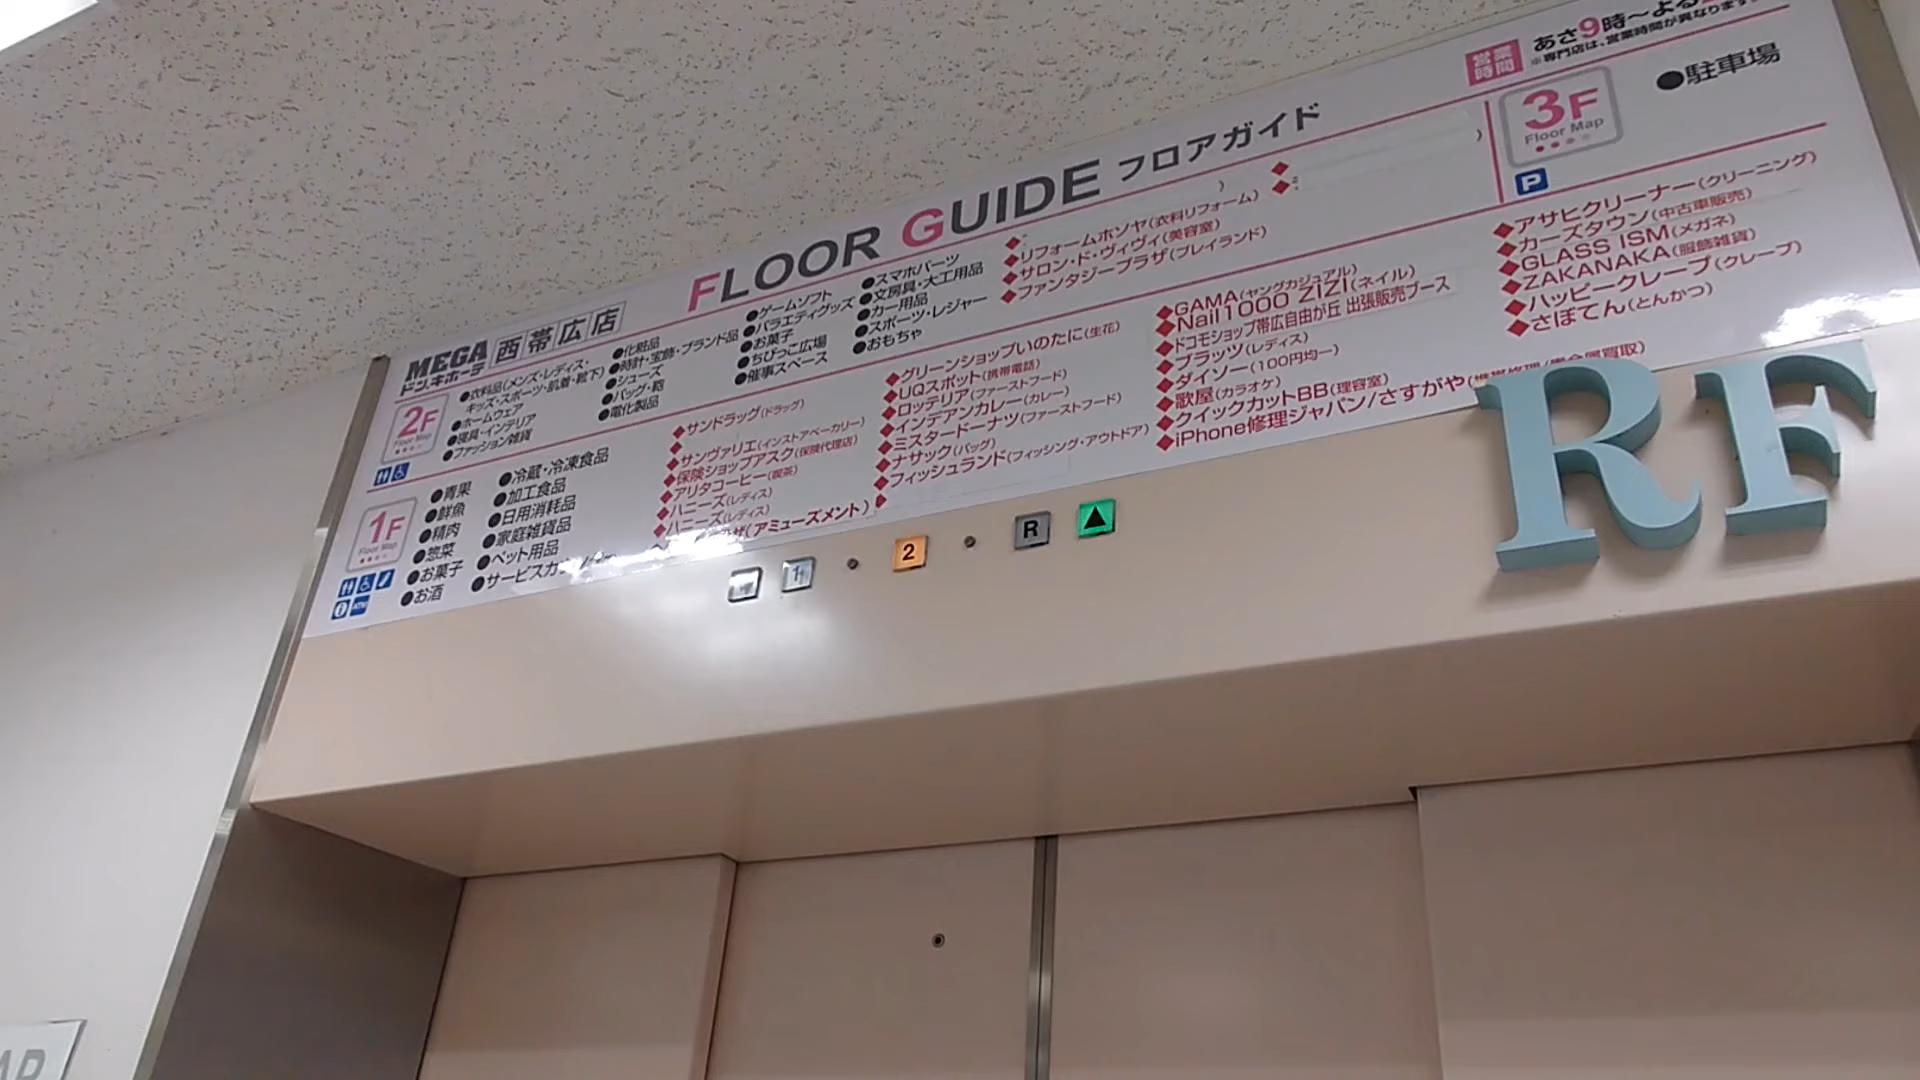 営業時間
あさ9時～よる
※専門店は、営業時間が異なります。
FLOOR GUIDE フロアガイド
MEGA
ドン.キホーテ
西帯広店
3F
Floor Map
P
●駐車場
2F
Floor Map
●衣料品(メンズ・レディス・
キッズ・スポーツ・肌着・靴下)
●ホームウェア
●寝具・インテリア
●ファッション雑貨
●化粧品
●時計・宝飾・ブランド品
●シューズ
●バッグ・鞄
●電化製品
●ゲームソフト
●バラエティグッズ
●お菓子
●ちびっこ広場
●催事スペース
●スマホパーツ
●文房具・大工用品
●カー用品
●スポーツ・レジャー
●おもちゃ
◆リフォームホンヤ(衣料リフォーム)
◆サロン・ド・ヴィヴィ(美容室)
◆ファンタジープラザ(プレイランド)
1F
Floor Map
ATM
●青果
●鮮魚
●精肉
●惣菜
●お菓子
●お酒
●冷蔵・冷凍食品
●加工食品
●日用消耗品
●家庭雑貨品
●ペット用品
●サービスカ
◆サンドラッグ(ドラッグ)
◆サンヴァリエ(インストアベーカリー)
◆保険ショップアスク(保険代理店)
◆アリタコーヒー(喫茶)
◆ハニーズ(レディス)
◆ハニーズ(レディス)
(アミューズメント)
◆グリーンショップいのたに(生花)
◆UQスポット(携帯電話)
◆ロッテリア(ファーストフード)
◆インデアンカレー(カレー)
◆ミスタードーナツ(ファーストフード)
◆ナサック(バッグ)
◆フィッシュランド(フィッシング・アウトドア)
◆GAMA(ヤングカジュアル)
◆Nail1000 ZIZI(ネイル)
◆ドコモショップ帯広自由が丘 出張販売ブース
◆ブラッツ(レディス)
◆ダイソー(100円均一)
◆歌屋(カラオケ)
◆クイックカットBB(理容室)
◆iPhone修理ジャパン/さすがや(携帯修理/貴金属買取)
◆アサヒクリーナー(クリーニング)
◆カーズタウン(中古車販売)
◆GLASS ISM(メガネ)
◆ZAKANAKA(服飾雑貨)
◆ハッピークレープ(クレープ)
◆さぼてん(とんかつ)
1
2
R
▲
RF